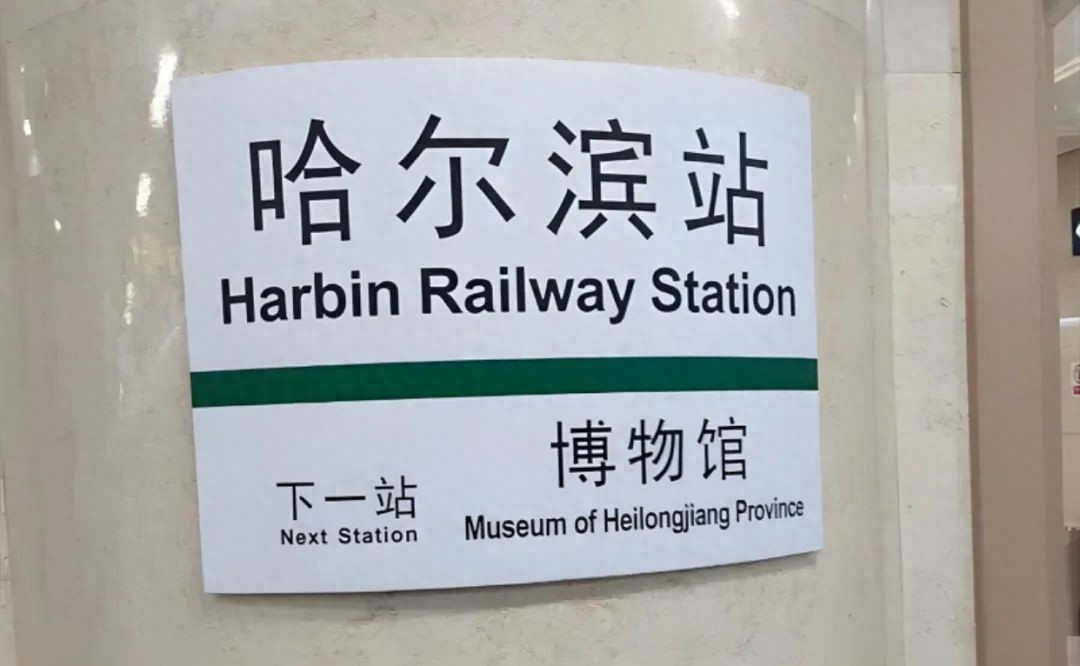 哈尔滨站
Harbin Railway Station
下一站
Next Station
博物馆
Museum of Heilongjiang Province